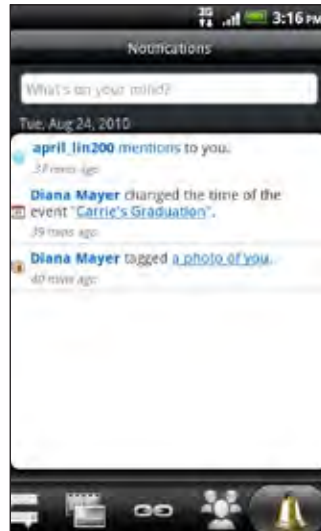 3G 3:16 PM
Notifications
What's on your mind?
Tue, Aug 24, 2010
april_lin200 mentions to you.
37 mins ago
Diana Mayer changed the time of the
event "Carrie's Graduation".
39 mins ago
Diana Mayer tagged a photo of you.
40 mins ago